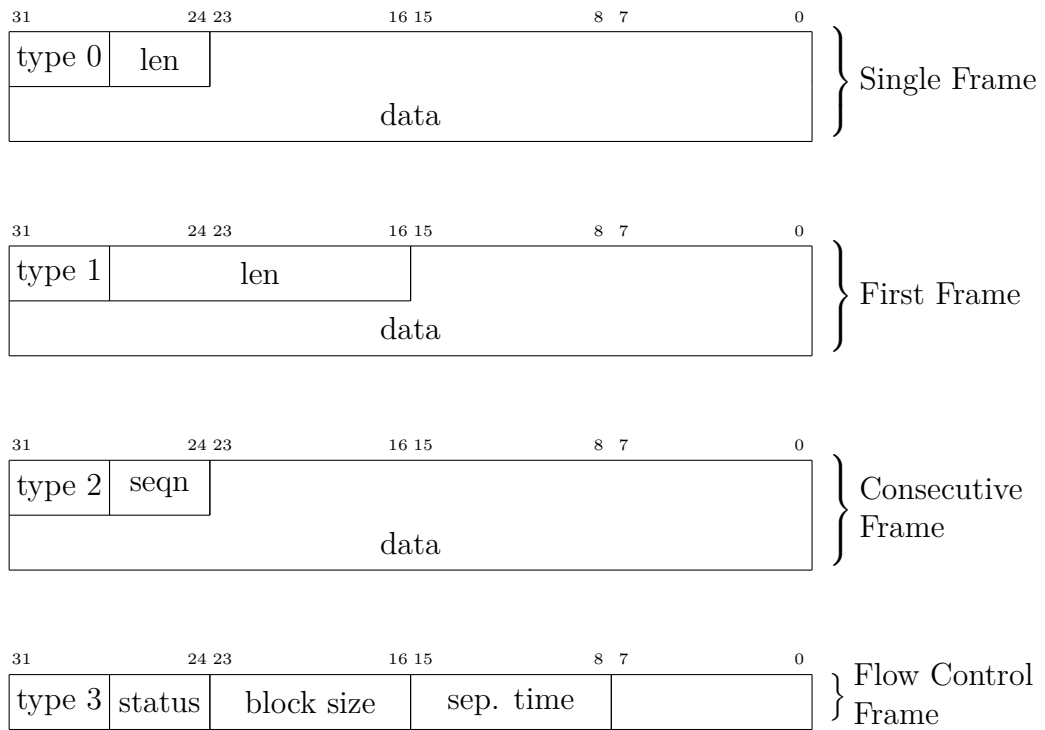 31 24 23 16 15 8 7 0
type 0 len
data
Single Frame
31 24 23 16 15 8 7 0
type 1 len
data
First Frame
31 24 23 16 15 8 7 0
type 2 seqn
data
Consecutive
Frame
31 24 23 16 15 8 7 0
type 3 status block size sep. time
Flow Control
Frame